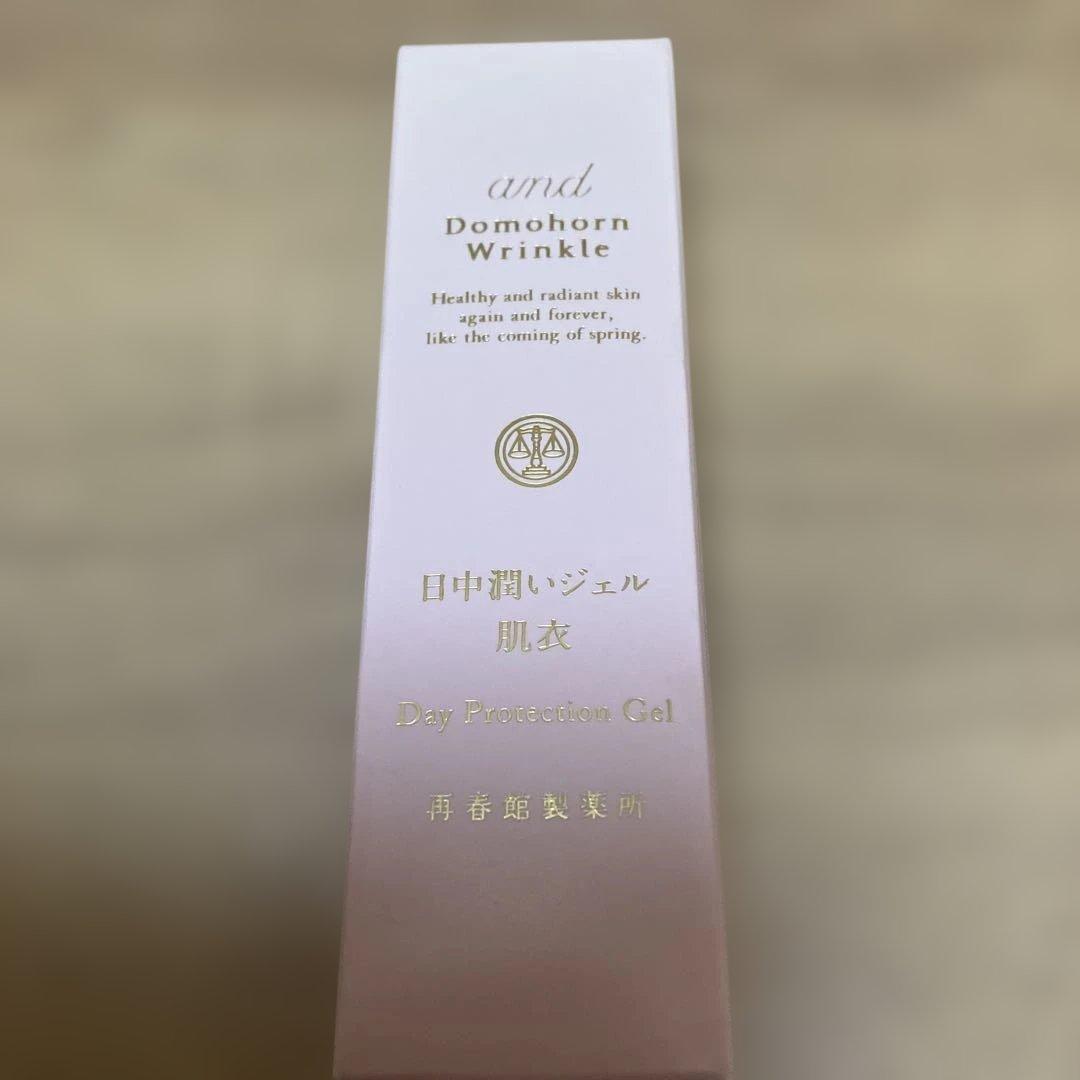 and
Domohorn
Wrinkle
Healthy and radiant skin
again and forever,
like the coming of spring.
日中潤いジェル
肌衣
Day Protection Gel
再春館製薬所